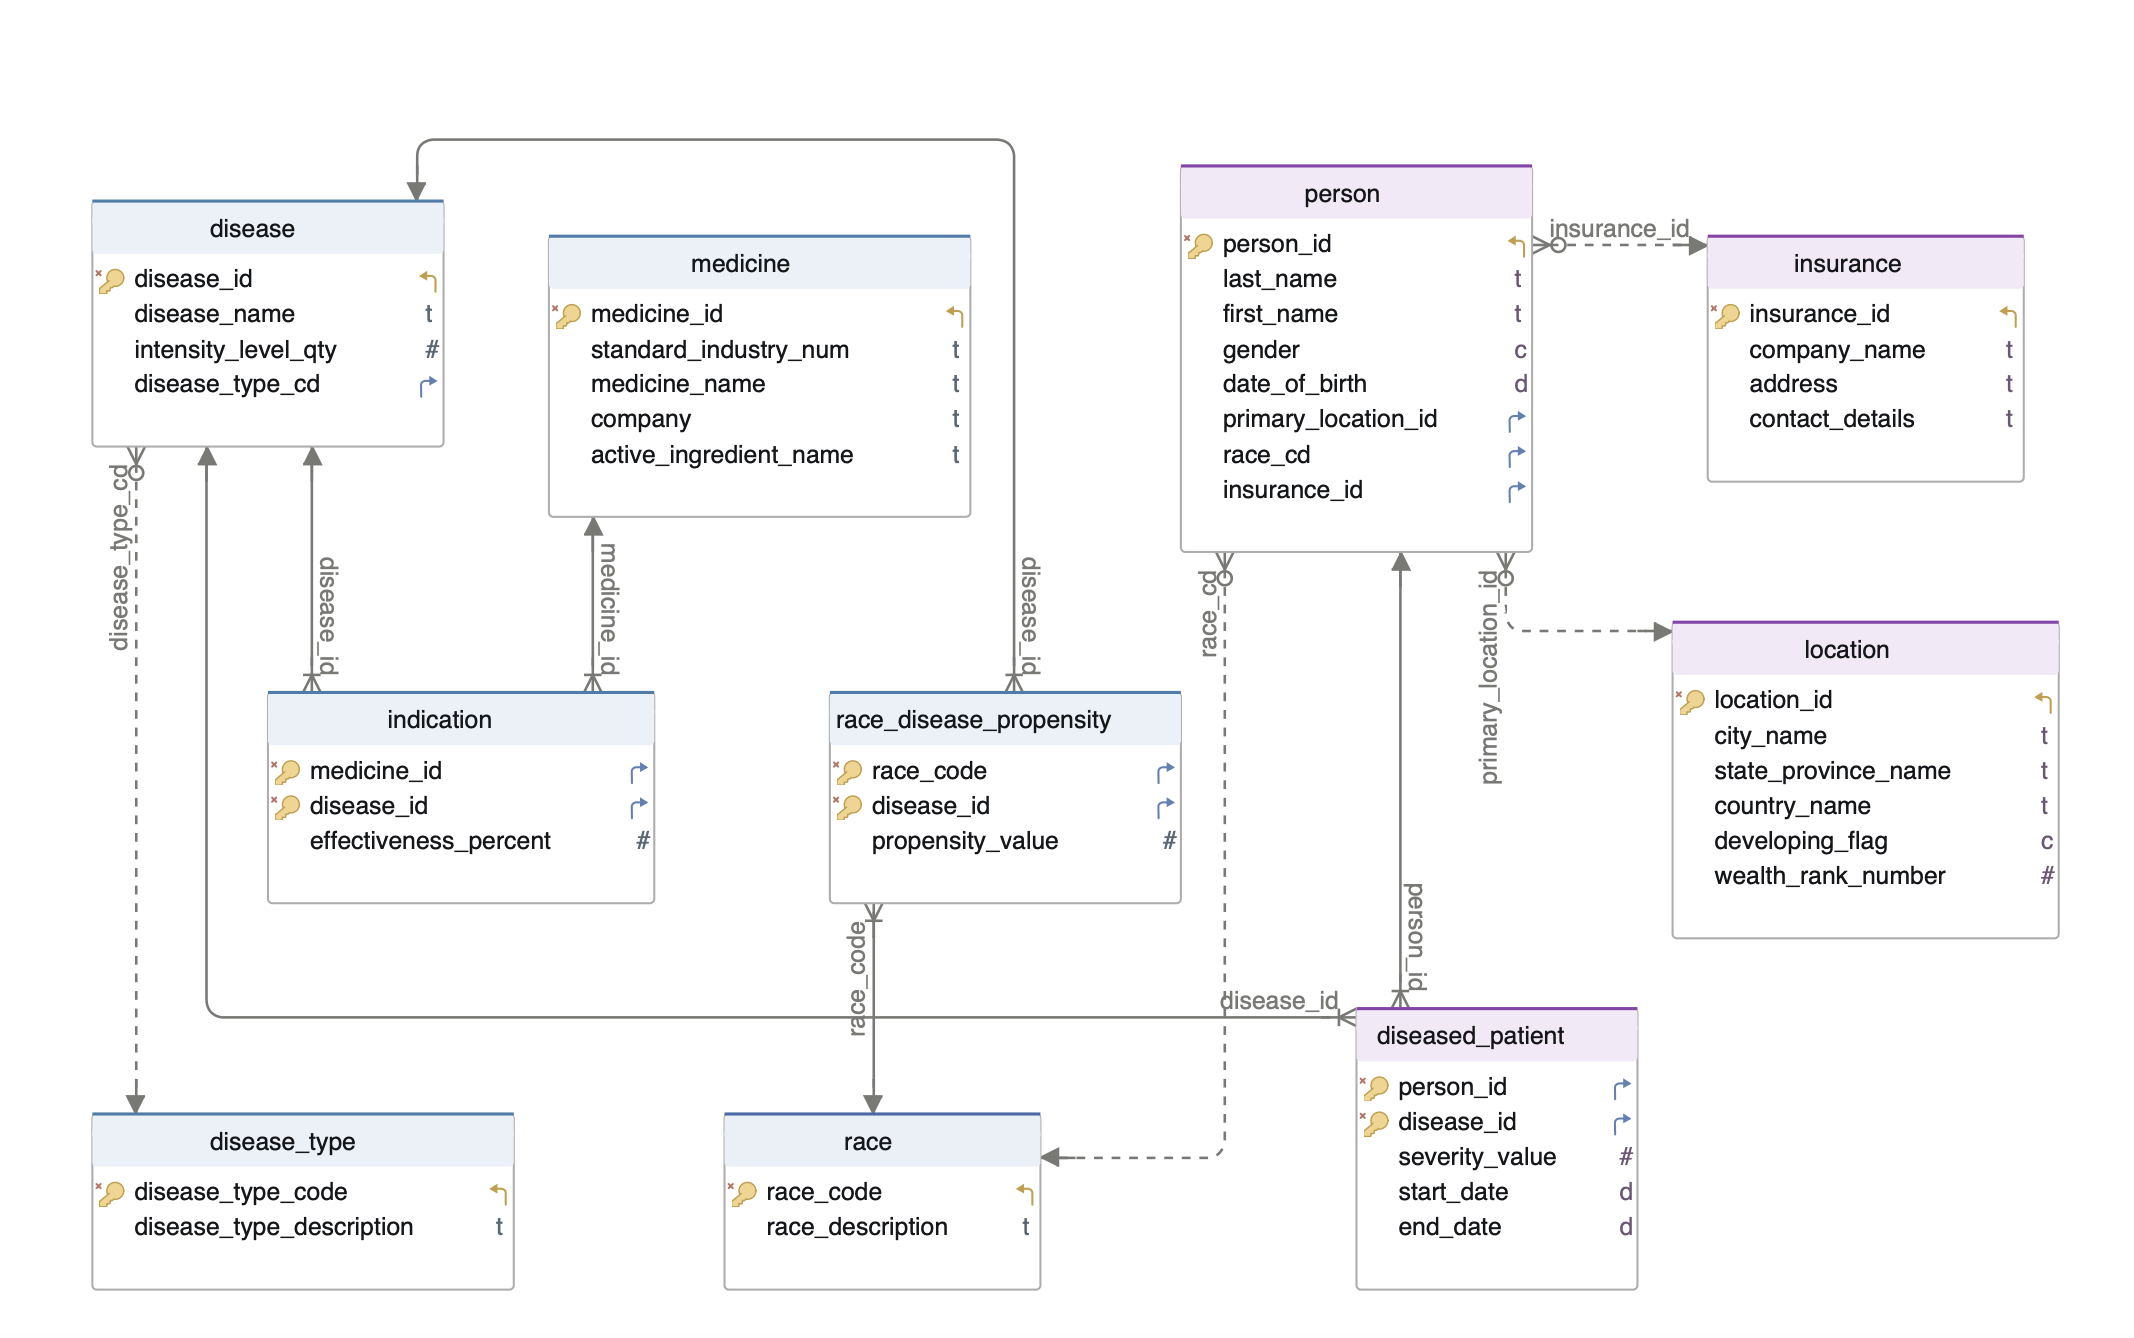 disease
disease_id
disease_name t
intensity_level_qty #
disease_type_cd
medicine
medicine_id
standard_industry_num t
medicine_name t
company t
active_ingredient_name t
person
person_id
last_name t
first_name t
gender c
date_of_birth d
primary_location_id
race_cd
insurance_id
insurance_id
insurance
insurance_id
company_name t
address t
contact_details t
disease_type_cd
disease_id
medicine_id
disease_id
race_cd
primary_location_id
location
location_id
city_name t
state_province_name t
country_name t
developing_flag c
wealth_rank_number #
indication
medicine_id
disease_id
effectiveness_percent #
race_disease_propensity
race_code
disease_id
propensity_value #
race_code
person_id
disease_id
diseased_patient
person_id
disease_id
severity_value #
start_date d
end_date d
disease_type
disease_type_code
disease_type_description t
race
race_code
race_description t